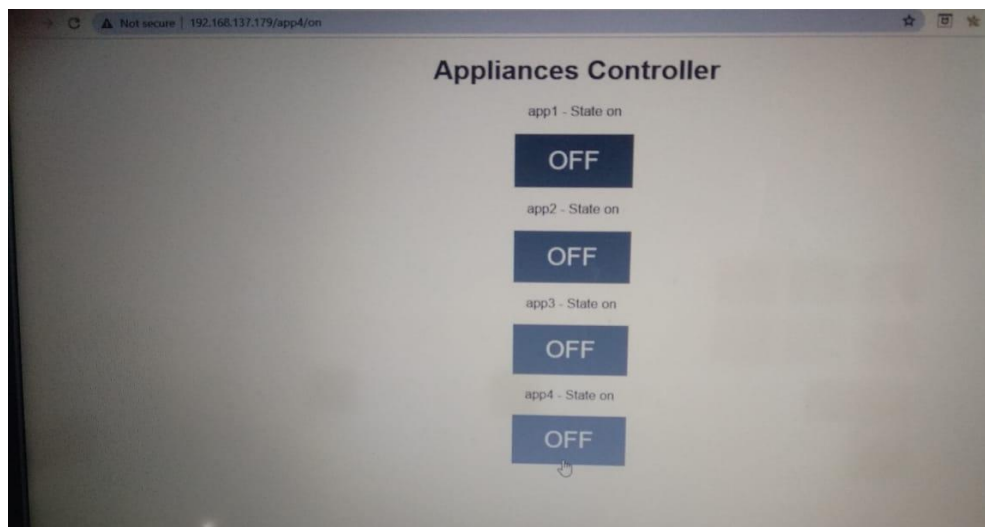 Not secure | 192.168.137.179/app4/on
Appliances Controller
app1 - State on
OFF
app2 - State on
OFF
app3 - State on
OFF
app4 - State on
OFF